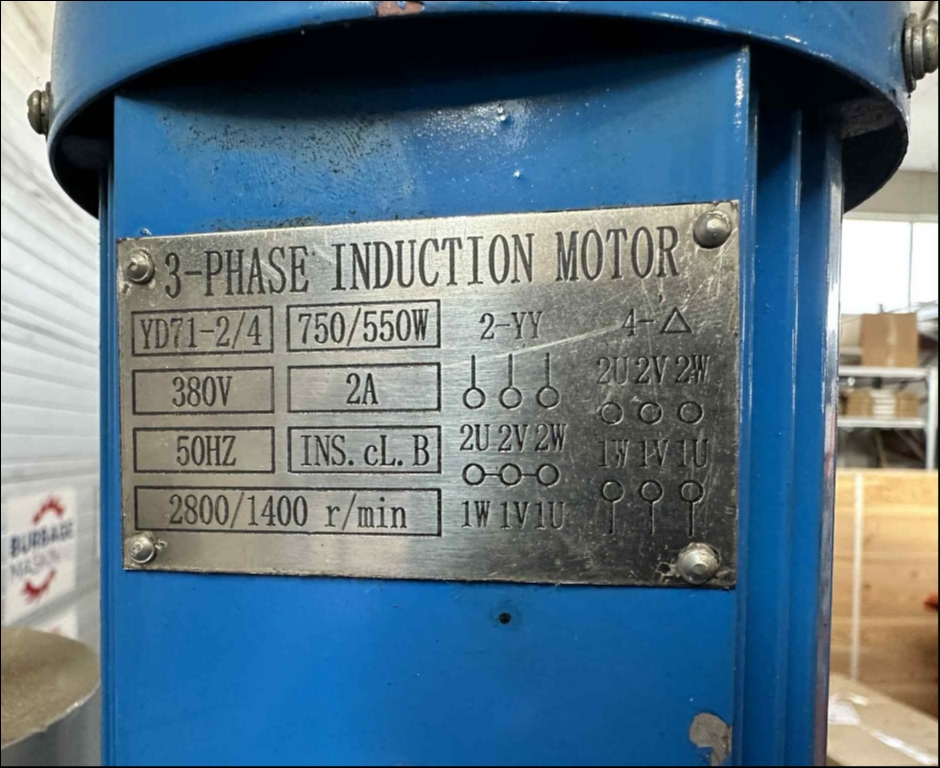 3-PHASE INDUCTION MOTOR
YD71-2/4 750/550W 2-YY 4-△
380V 2A
2U 2V 2W
50HZ INS. cL. B 2U 2V 2W
1W 1V 1U
2800/1400 r/min 1W 1V 1U
BURBAGE